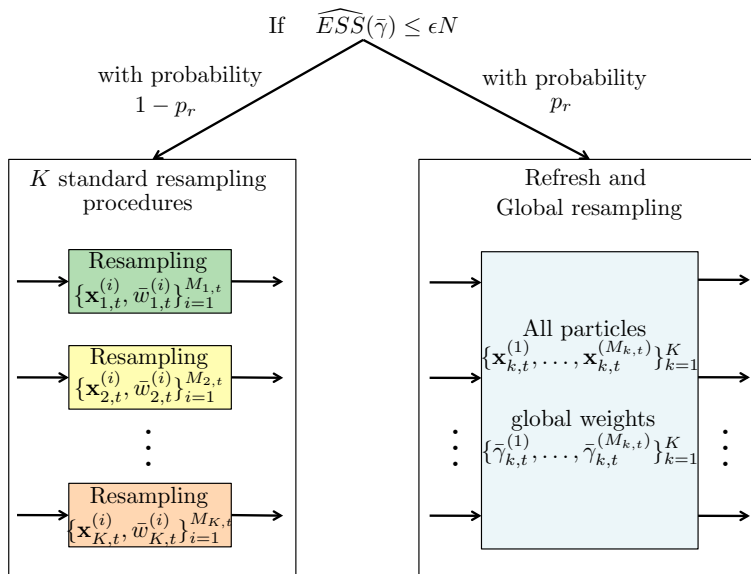 If $\widehat{ESS}(\bar{\gamma}) \leq \epsilon N$
with probability
$1 - p_r$
with probability
$p_r$
$K$ standard resampling
procedures
Resampling
$\{\mathbf{x}_{1,t}^{(i)}, \bar{w}_{1,t}^{(i)}\}_{i=1}^{M_{1,t}}$
Resampling
$\{\mathbf{x}_{2,t}^{(i)}, \bar{w}_{2,t}^{(i)}\}_{i=1}^{M_{2,t}}$
⋮
Resampling
$\{\mathbf{x}_{K,t}^{(i)}, \bar{w}_{K,t}^{(i)}\}_{i=1}^{M_{K,t}}$
Refresh and
Global resampling
All particles
$\{\mathbf{x}_{k,t}^{(1)}, \ldots, \mathbf{x}_{k,t}^{(M_{k,t})}\}_{k=1}^{K}$
global weights
⋮ $\{\bar{\gamma}_{k,t}^{(1)}, \ldots, \bar{\gamma}_{k,t}^{(M_{k,t})}\}_{k=1}^{K}$ ⋮